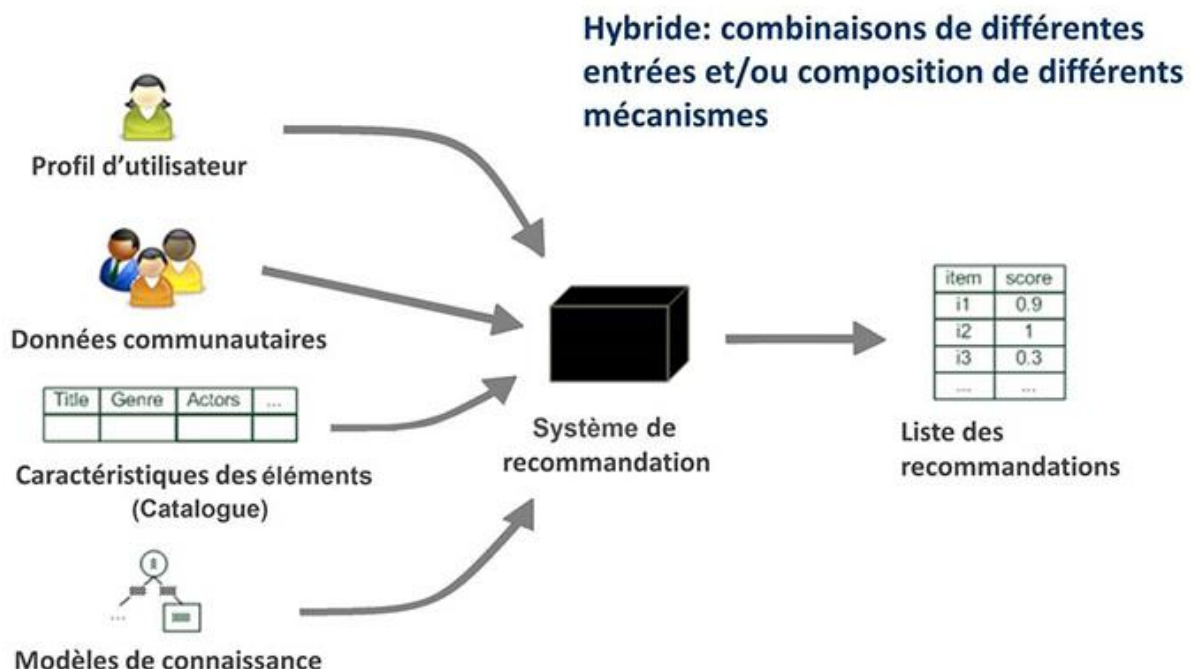 Hybride: combinaisons de différentes
entrées et/ou composition de différents
mécanismes
Profil d'utilisateur
Données communautaires
Title Genre Actors ...
Caractéristiques des éléments
(Catalogue)
...
Modèles de connaissance
Système de
recommandation
item score
i1 0.9
i2 1
i3 0.3
... ...
Liste des
recommandations